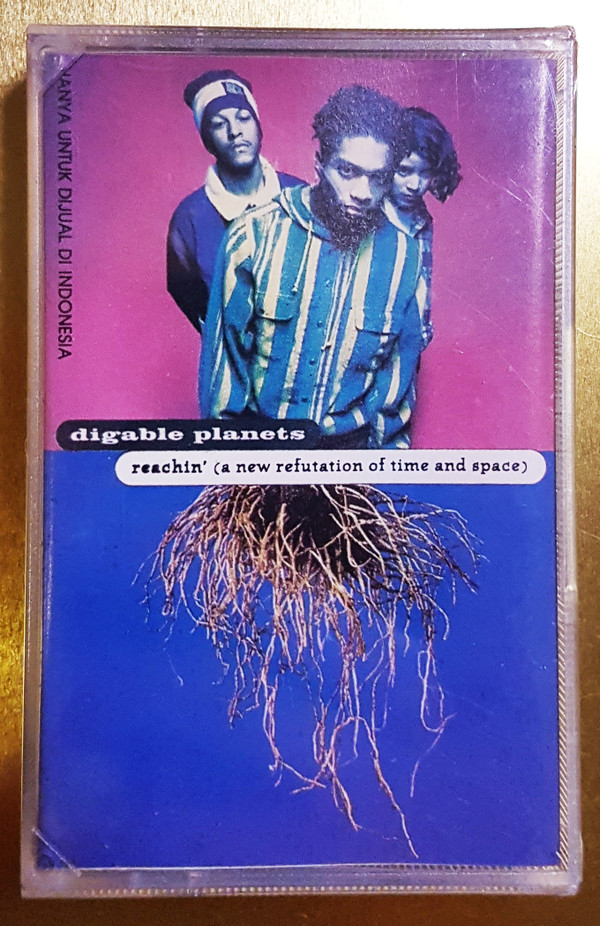 HANYA UNTUK DIJUAL DI INDONESIA
digable planets
reachin' (a new refutation of time and space)